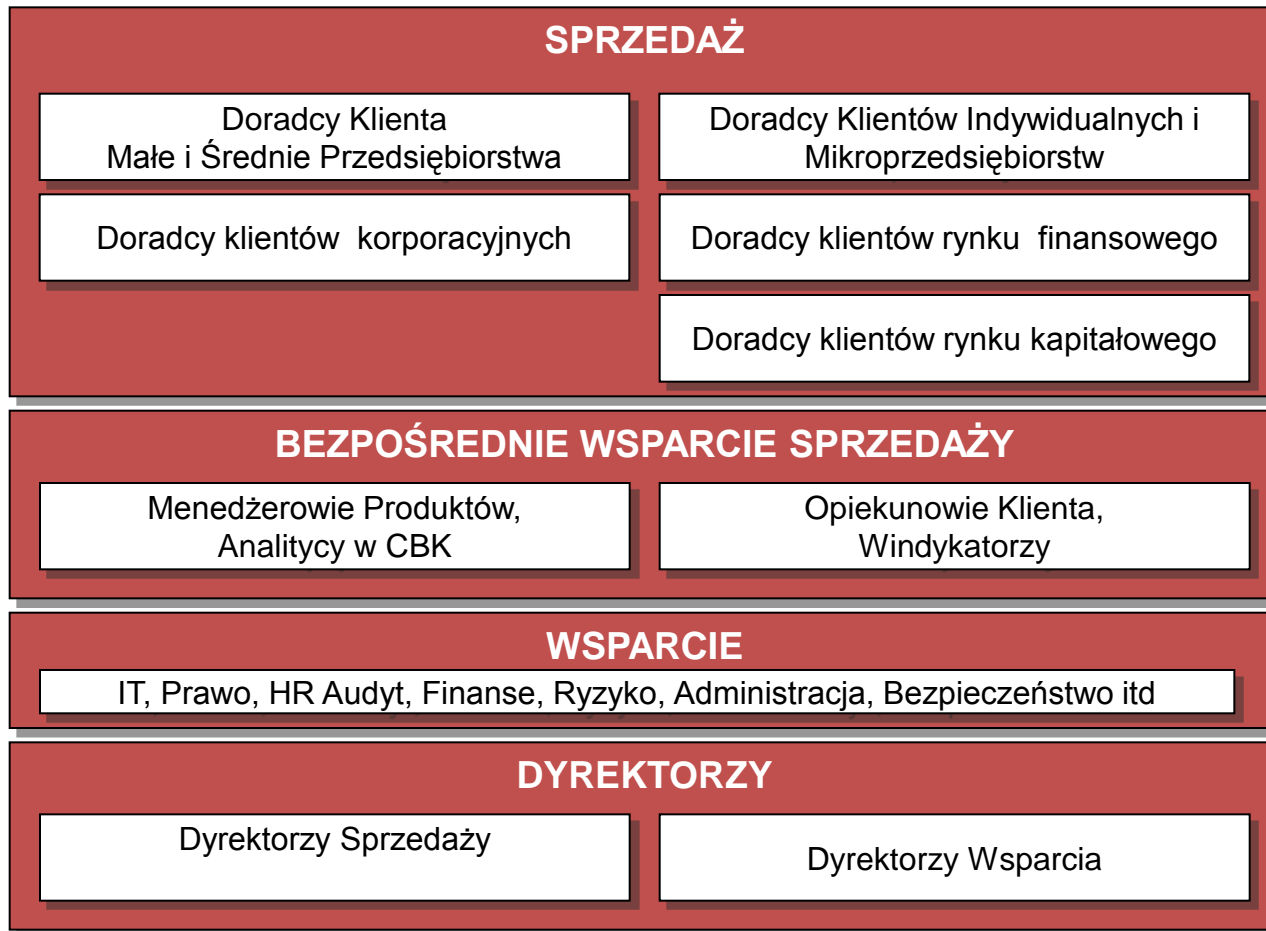 SPRZEDAŻ
Doradcy Klienta
Małe i Średnie Przedsiębiorstwa
Doradcy Klientów Indywidualnych i
Mikroprzedsiębiorstw
Doradcy klientów korporacyjnych
Doradcy klientów rynku finansowego
Doradcy klientów rynku kapitałowego
BEZPOŚREDNIE WSPARCIE SPRZEDAŻY
Menedżerowie Produktów,
Analitycy w CBK
Opiekunowie Klienta,
Windykatorzy
WSPARCIE
IT, Prawo, HR Audyt, Finanse, Ryzyko, Administracja, Bezpieczeństwo itd
DYREKTORZY
Dyrektorzy Sprzedaży
Dyrektorzy Wsparcia